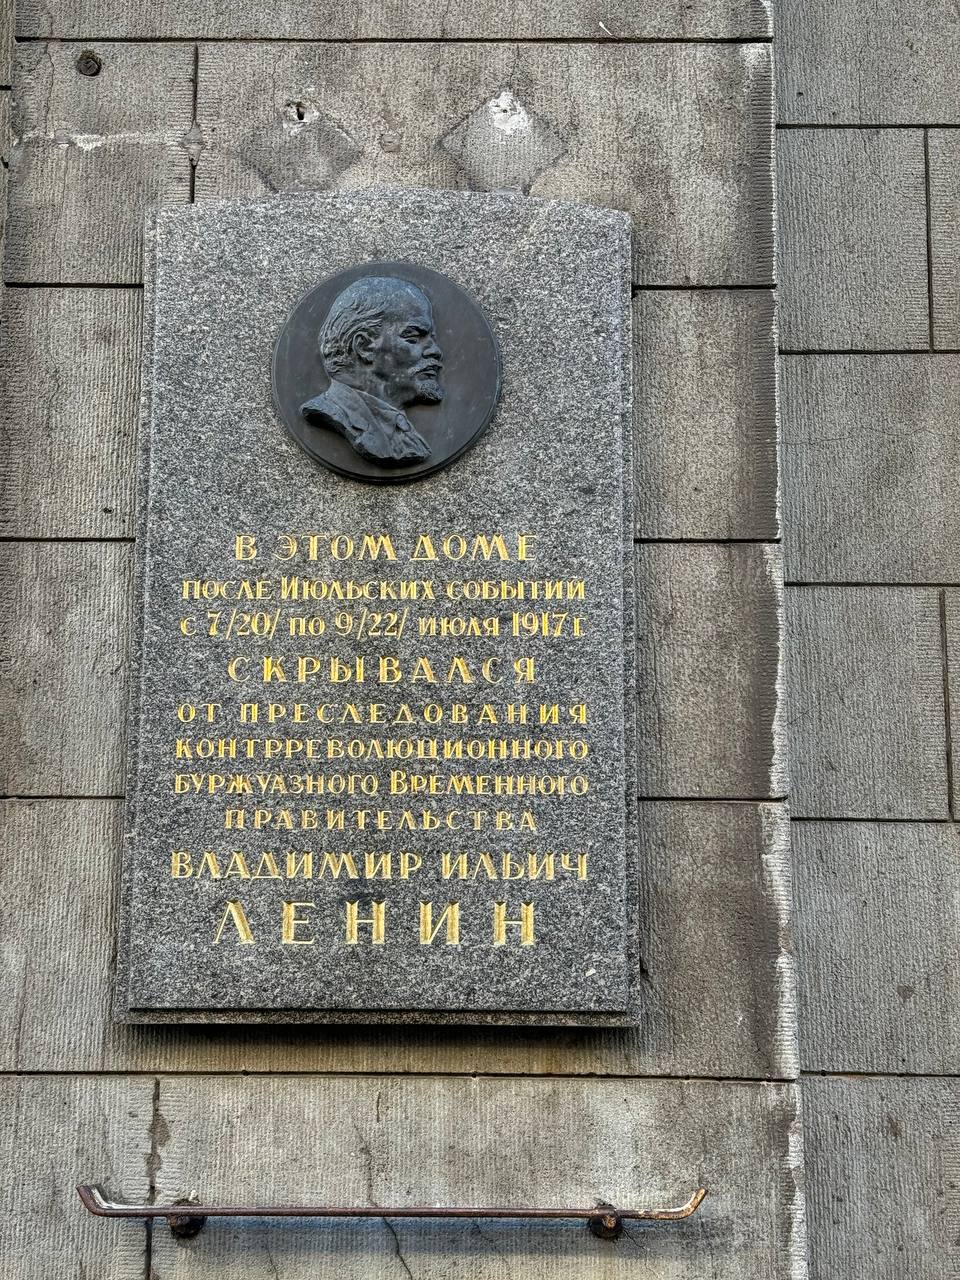 В ЭТОМ ДОМЕ
ПОСЛЕ ИЮЛЬСКИХ СОБЫТИЙ
С 7/20/ ПО 9/22/ ИЮЛЯ 1917 Г.
СКРЫВАЛСЯ
ОТ ПРЕСЛЕДОВАНИЯ
КОНТРРЕВОЛЮЦИОННОГО
БУРЖУАЗНОГО ВРЕМЕННОГО
ПРАВИТЕЛЬСТВА
ВЛАДИМИР ИЛЬИЧ
ЛЕНИН